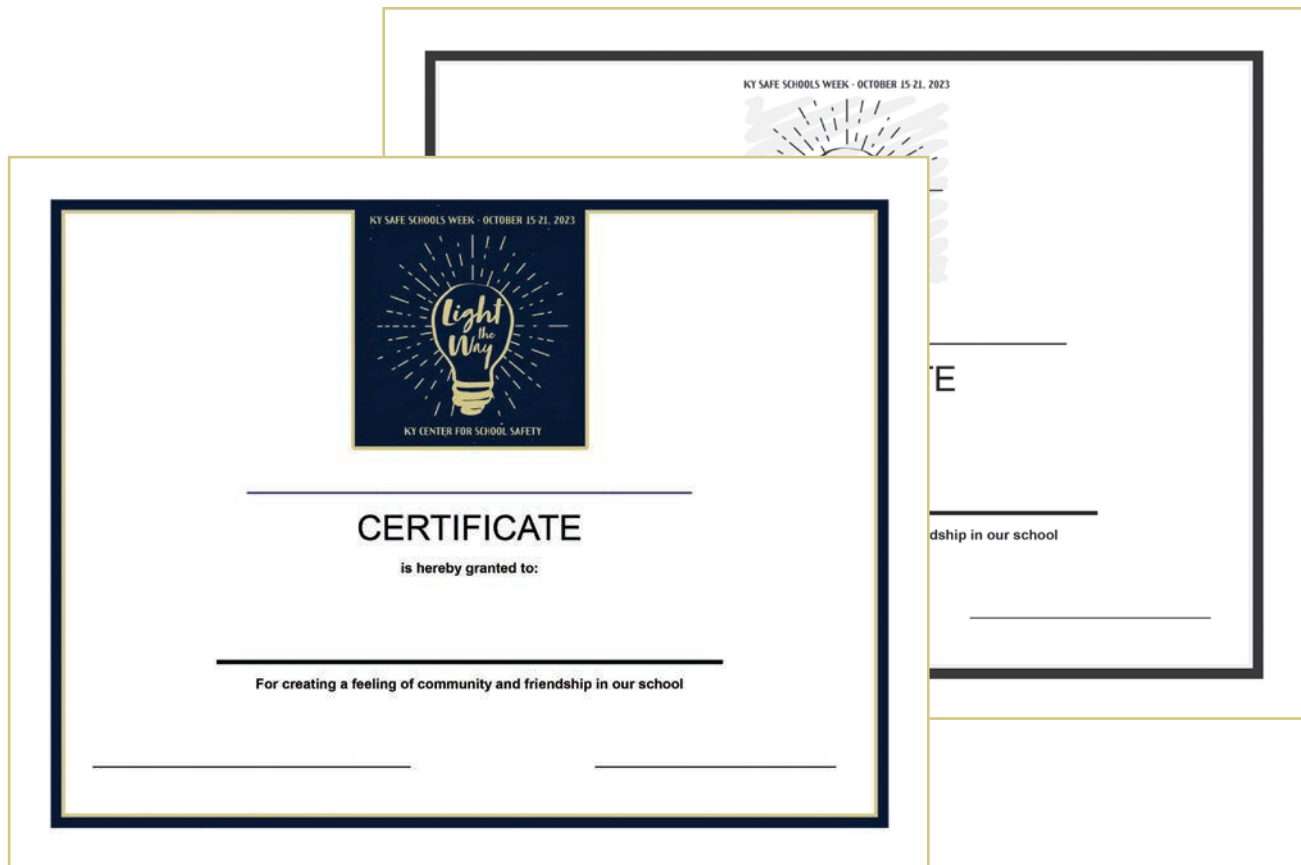 KY SAFE SCHOOLS WEEK · OCTOBER 15-21, 2023
TE
dship in our school
KY SAFE SCHOOLS WEEK · OCTOBER 15-21, 2023
Light
the
Way
KY CENTER FOR SCHOOL SAFETY
CERTIFICATE
is hereby granted to:
For creating a feeling of community and friendship in our school